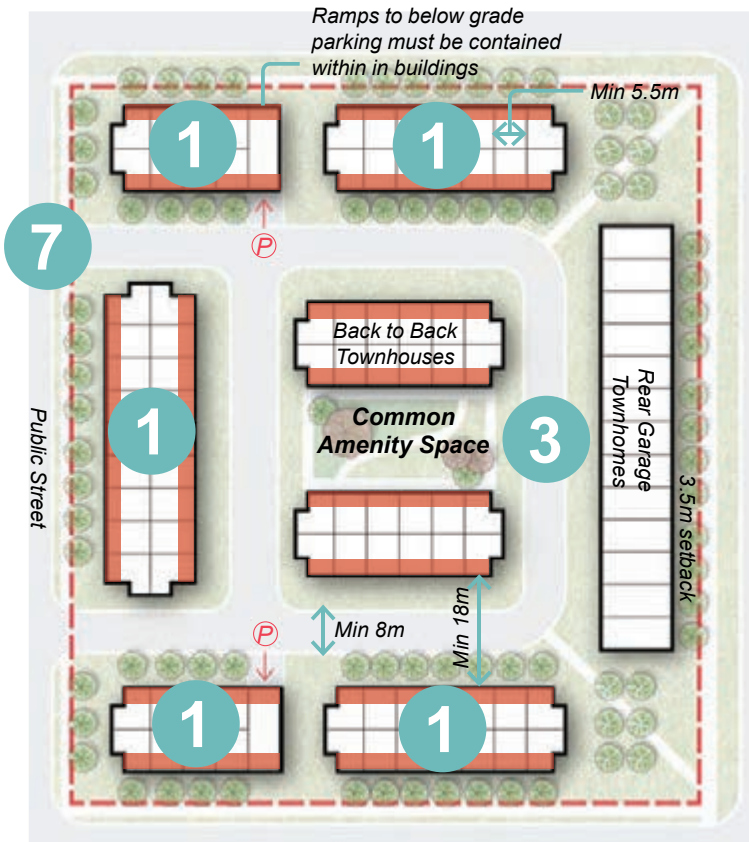 Ramps to below grade
parking must be contained
within in buildings
Min 5.5m
1
1
P
7
Back to Back
Townhouses
Rear Garage
Townhomes
Common
Amenity Space
3
1
Public Street
3.5m setback
Min 8m
Min 18m
P
1
1